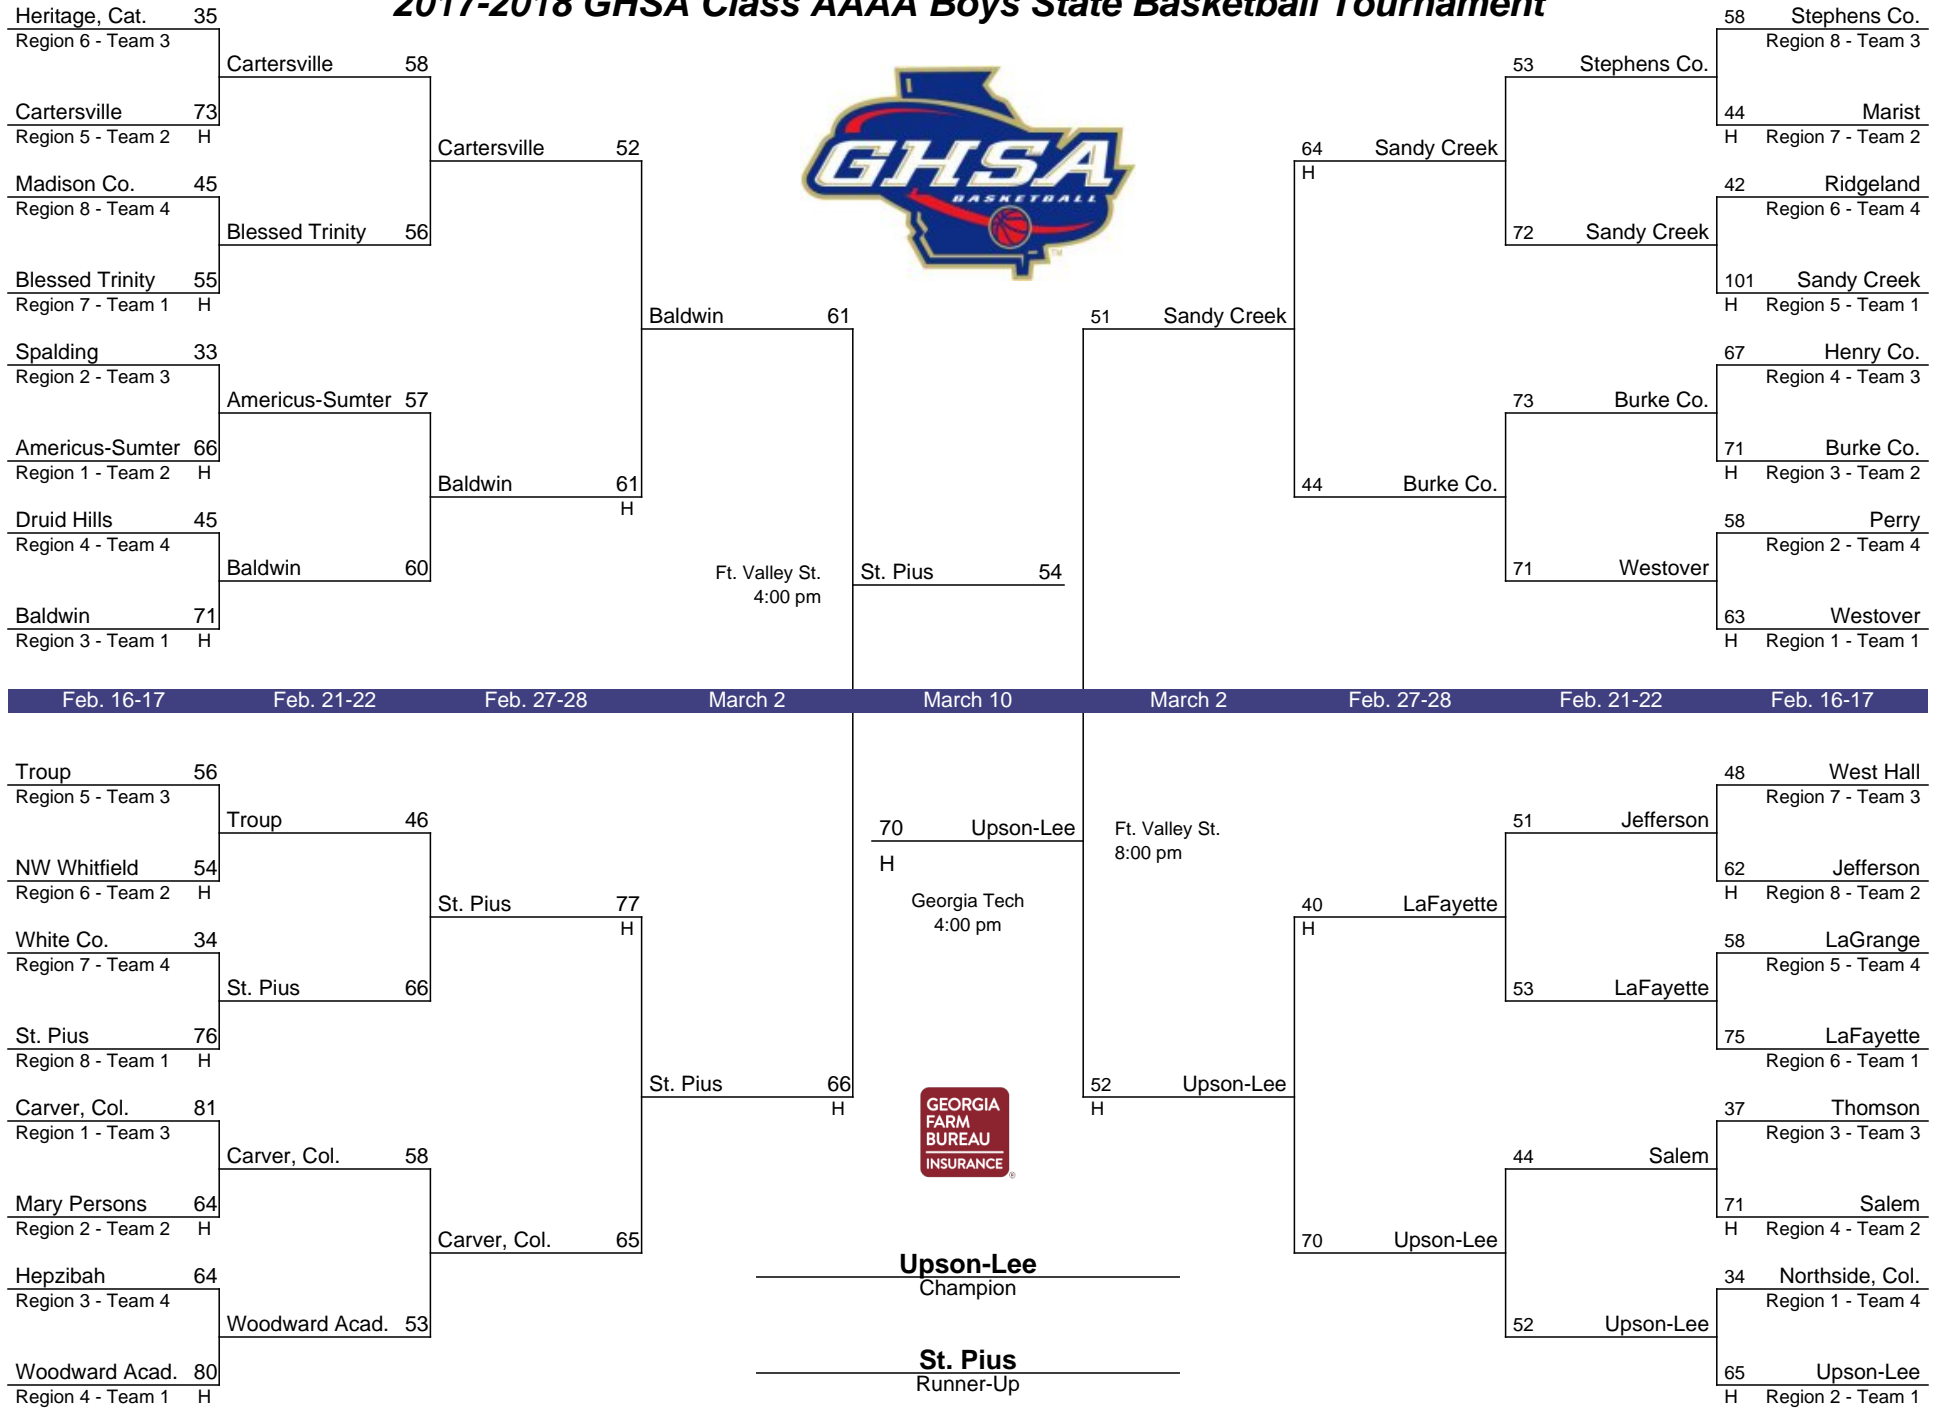 2017-2018 GHSA Class AAAA Boys State Basketball Tournament
Heritage, Cat. 35
Region 6 - Team 3
Cartersville 58
Cartersville 73
Region 5 - Team 2 H
Cartersville 52
Madison Co. 45
Region 8 - Team 4
Blessed Trinity 56
Blessed Trinity 55
Region 7 - Team 1 H
Baldwin 61
Spalding 33
Region 2 - Team 3
Americus-Sumter 57
Americus-Sumter 66
Region 1 - Team 2 H
Baldwin 61
H
Druid Hills 45
Region 4 - Team 4
Baldwin 60
Baldwin 71
Region 3 - Team 1 H
Ft. Valley St.
4:00 pm
St. Pius 54
GHSA
BASKETBALL
TM
58 Stephens Co.
Region 8 - Team 3
53 Stephens Co.
44 Marist
H Region 7 - Team 2
64 Sandy Creek
H
42 Ridgeland
Region 6 - Team 4
72 Sandy Creek
101 Sandy Creek
H Region 5 - Team 1
51 Sandy Creek
67 Henry Co.
Region 4 - Team 3
73 Burke Co.
71 Burke Co.
H Region 3 - Team 2
44 Burke Co.
58 Perry
Region 2 - Team 4
71 Westover
63 Westover
H Region 1 - Team 1
Feb. 16-17 Feb. 21-22 Feb. 27-28 March 2 March 10 March 2 Feb. 27-28 Feb. 21-22 Feb. 16-17
Troup 56
Region 5 - Team 3
Troup 46
NW Whitfield 54
Region 6 - Team 2 H
St. Pius 77
H
White Co. 34
Region 7 - Team 4
St. Pius 66
St. Pius 76
Region 8 - Team 1 H
St. Pius 66
H
Carver, Col. 81
Region 1 - Team 3
Carver, Col. 58
Mary Persons 64
Region 2 - Team 2 H
Carver, Col. 65
Hepzibah 64
Region 3 - Team 4
Woodward Acad. 53
Woodward Acad. 80
Region 4 - Team 1 H
70 Upson-Lee
H
Georgia Tech
4:00 pm
Ft. Valley St.
8:00 pm
GEORGIA
FARM
BUREAU
INSURANCE
®
Upson-Lee
Champion
St. Pius
Runner-Up
48 West Hall
Region 7 - Team 3
51 Jefferson
62 Jefferson
H Region 8 - Team 2
40 LaFayette
H
58 LaGrange
Region 5 - Team 4
53 LaFayette
75 LaFayette
Region 6 - Team 1
52 Upson-Lee
H
37 Thomson
Region 3 - Team 3
44 Salem
71 Salem
H Region 4 - Team 2
70 Upson-Lee
34 Northside, Col.
Region 1 - Team 4
52 Upson-Lee
65 Upson-Lee
H Region 2 - Team 1